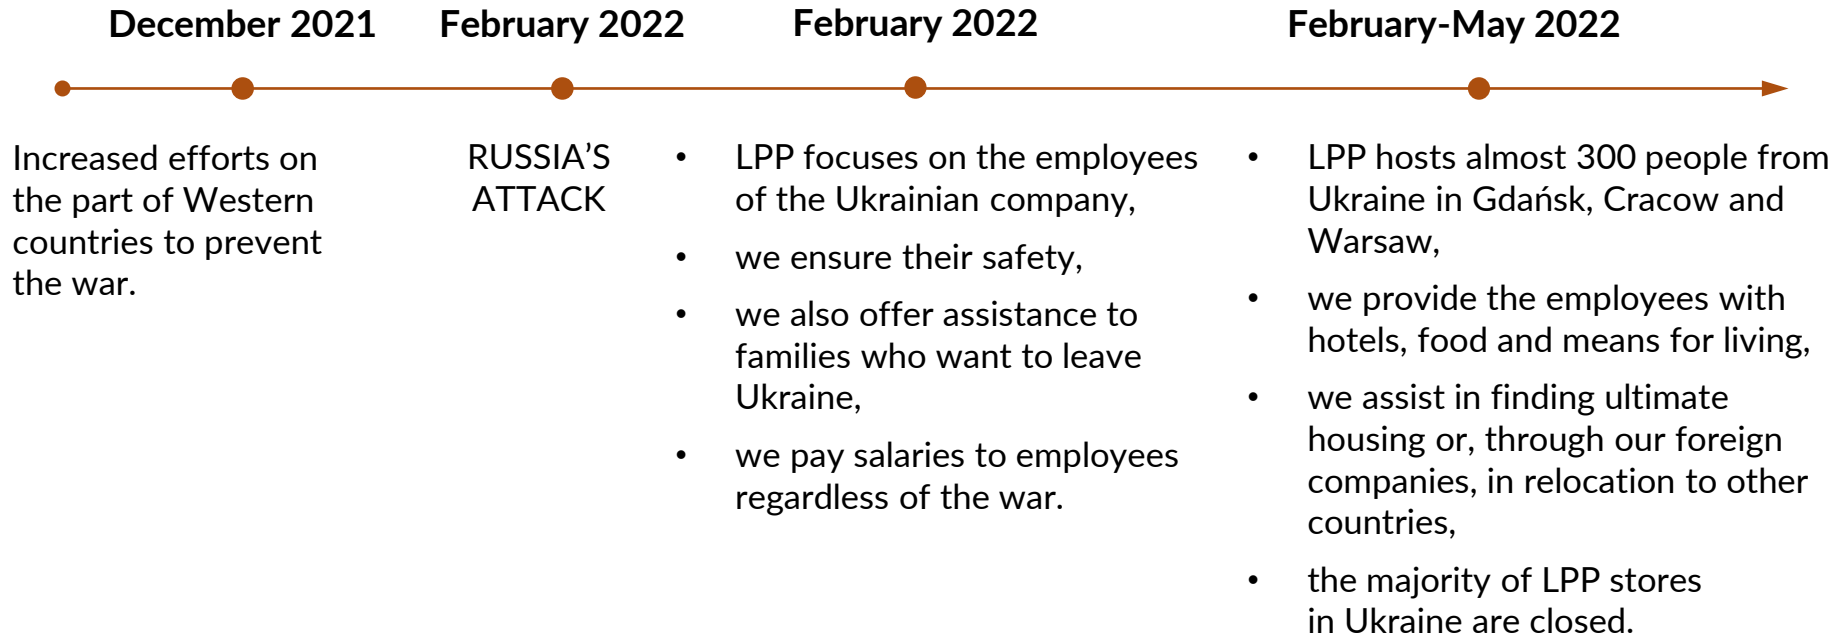 December 2021
February 2022
February 2022
February-May 2022
Increased efforts on
the part of Western
countries to prevent
the war.
RUSSIA’S
ATTACK
• LPP focuses on the employees
of the Ukrainian company,
• we ensure their safety,
• we also offer assistance to
families who want to leave
Ukraine,
• we pay salaries to employees
regardless of the war.
• LPP hosts almost 300 people from
Ukraine in Gdańsk, Cracow and
Warsaw,
• we provide the employees with
hotels, food and means for living,
• we assist in finding ultimate
housing or, through our foreign
companies, in relocation to other
countries,
• the majority of LPP stores
in Ukraine are closed.